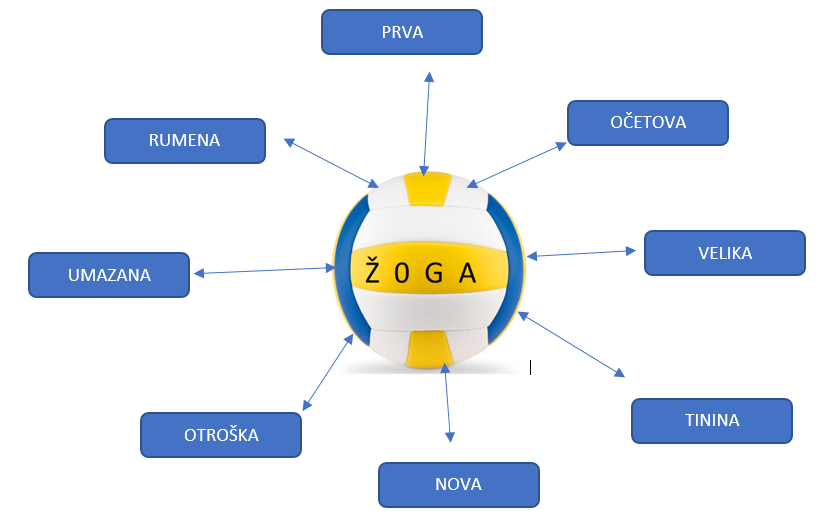 PRVA
OČETOVA
RUMENA
VELIKA
UMAZANA
ŽOGA
TININA
OTROŠKA
NOVA